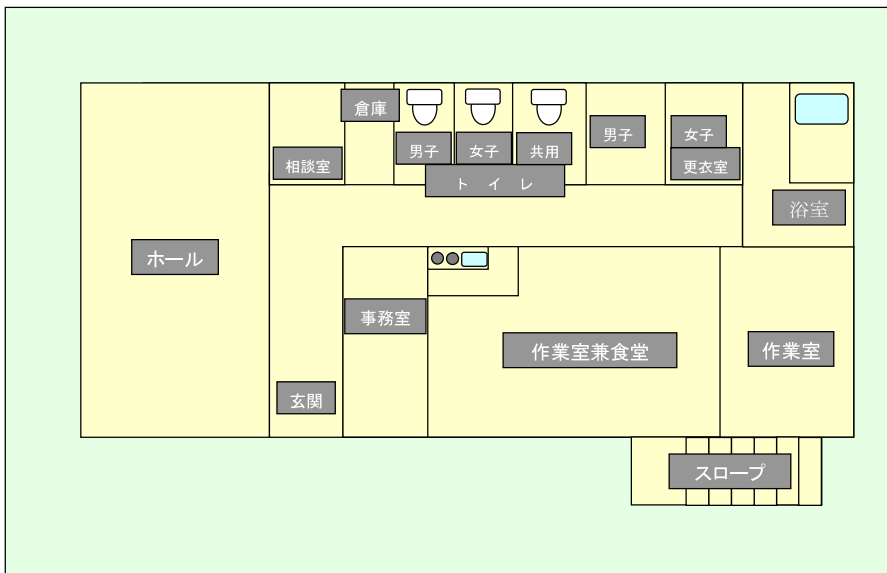 倉庫
男子
女子
共用
男子
女子
相談室
更衣室
トイレ
浴室
ホール
事務室
作業室兼食堂
作業室
玄関
スロープ